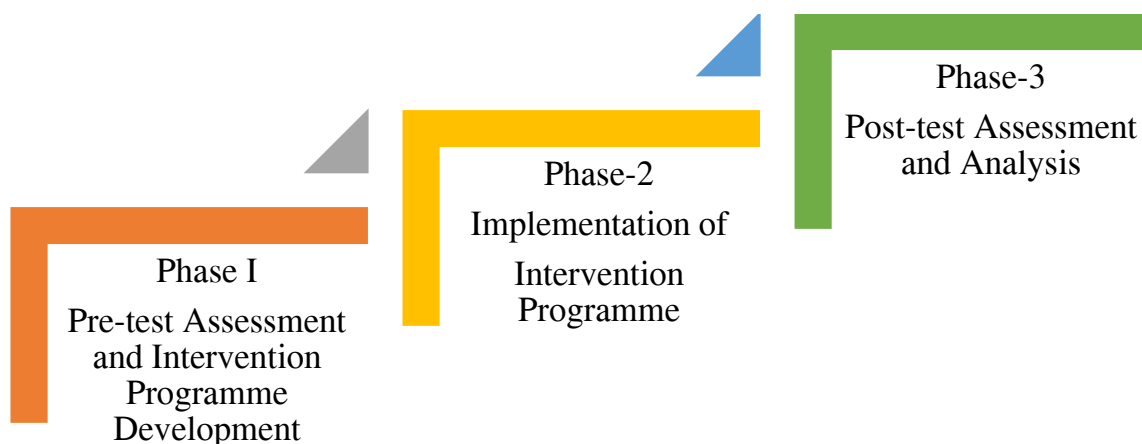 Phase I
Pre-test Assessment
and Intervention
Programme
Development
Phase-2
Implementation of
Intervention
Programme
Phase-3
Post-test Assessment
and Analysis